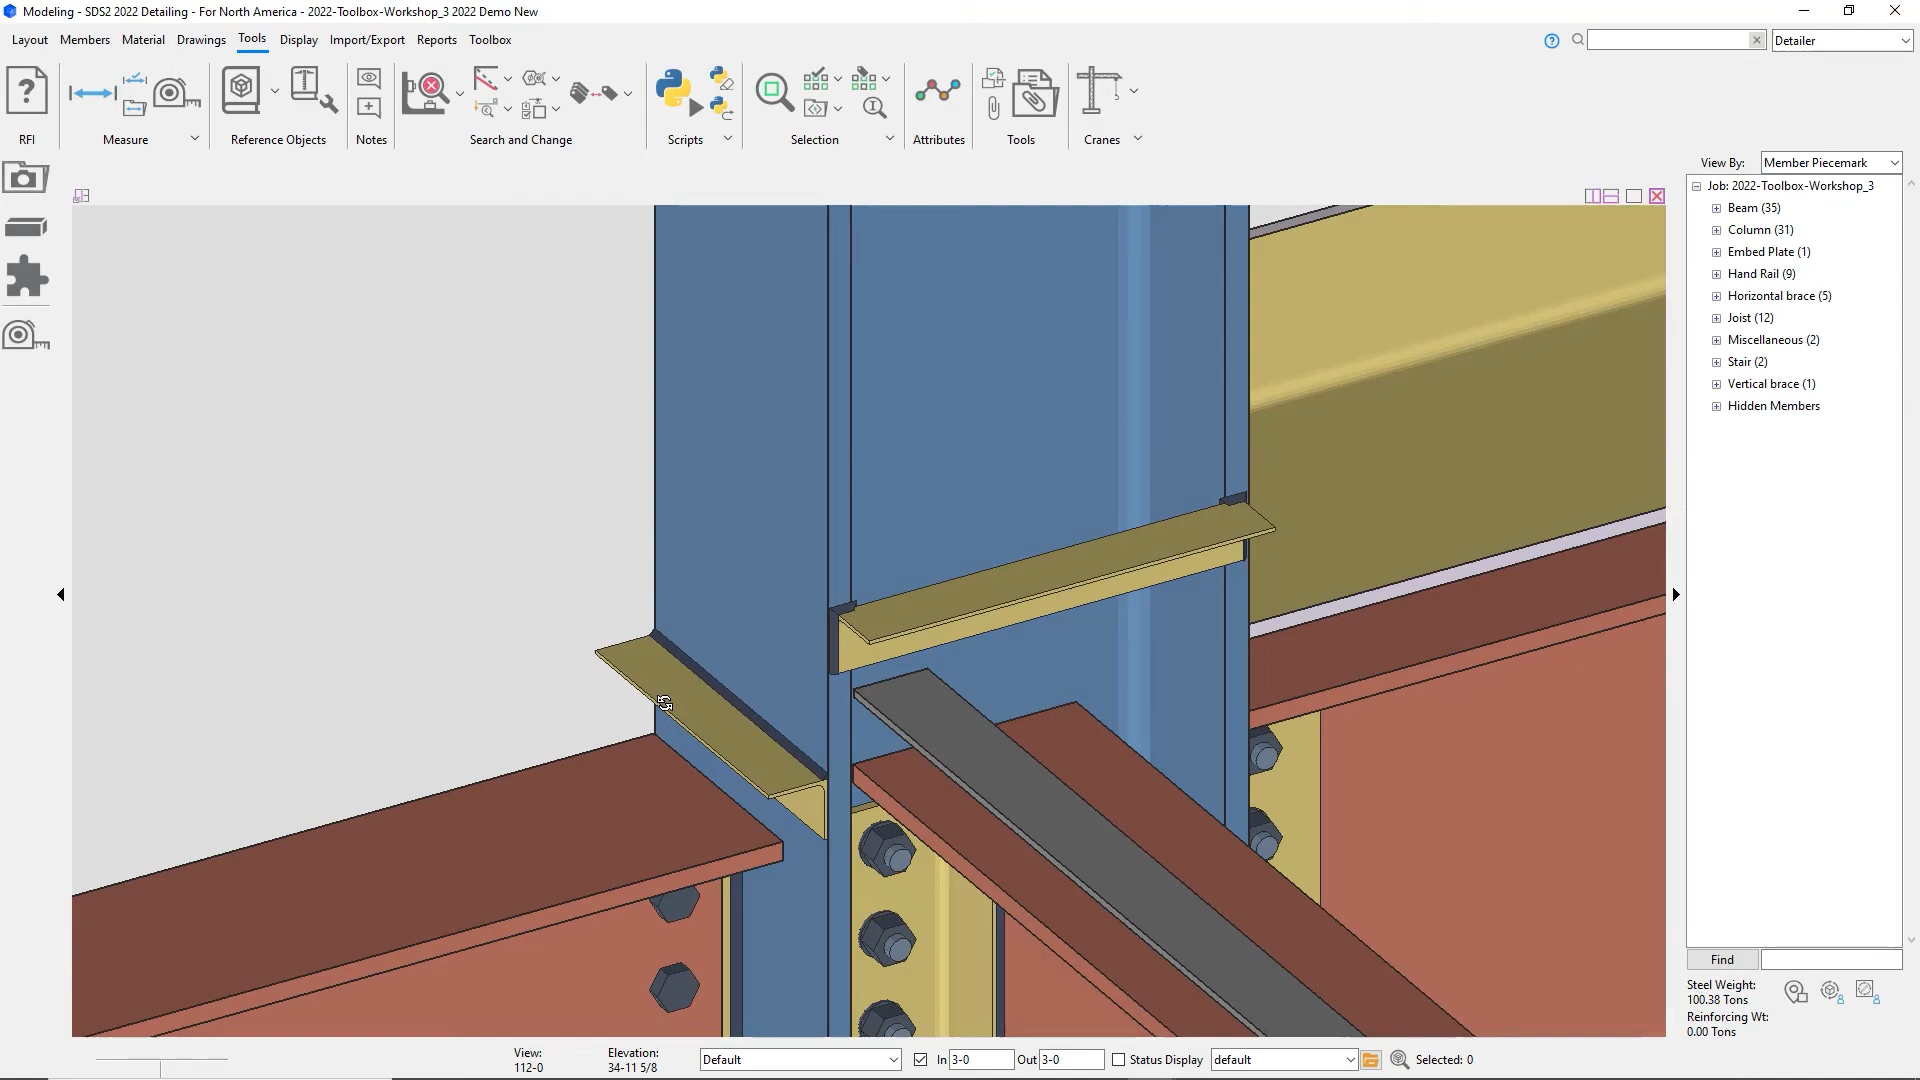 Modeling - SDS2 2022 Detailing - For North America - 2022-Toolbox-Workshop_3 2022 Demo New
Layout Members Material Drawings Tools Display Import/Export Reports Toolbox
Detailer
RFI Measure Reference Objects Notes Search and Change Scripts Selection Attributes Tools Cranes
View By: Member Piecemark
Job: 2022-Toolbox-Workshop_3
Beam (35)
Column (31)
Embed Plate (1)
Hand Rail (9)
Horizontal brace (5)
Joist (12)
Miscellaneous (2)
Stair (2)
Vertical brace (1)
Hidden Members
Find
Steel Weight:
100.38 Tons
Reinforcing Wt:
0.00 Tons
View:
112-0
Elevation:
34-11 5/8
Default
In 3-0 Out 3-0 Status Display default Selected: 0